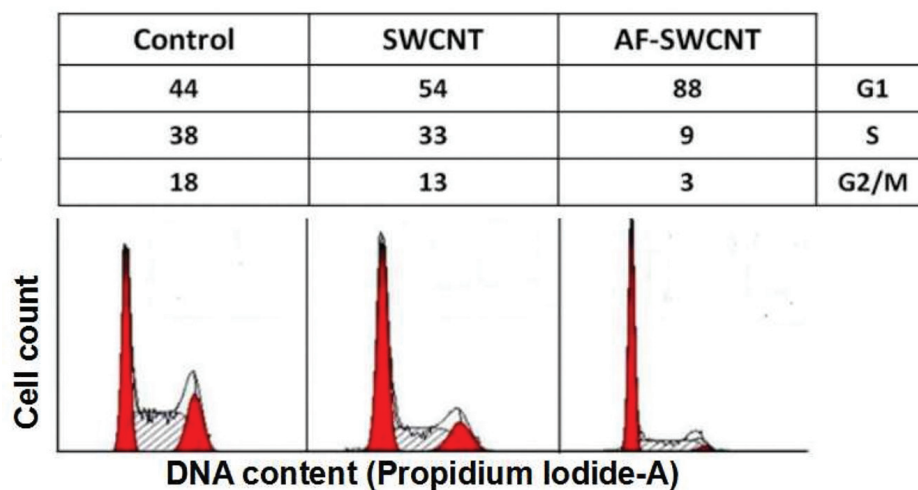 Control SWCNT AF-SWCNT
44 54 88 G1
38 33 9 S
18 13 3 G2/M
Cell count
DNA content (Propidium Iodide-A)